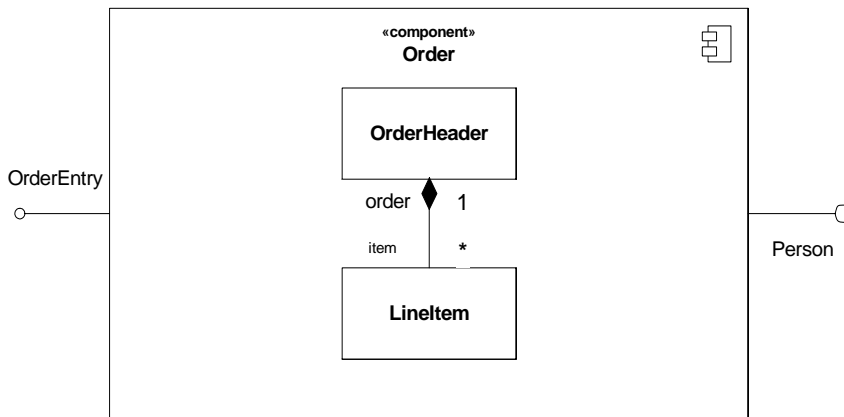 «component»
Order
OrderHeader
OrderEntry
order 1
item *
Person
LineItem